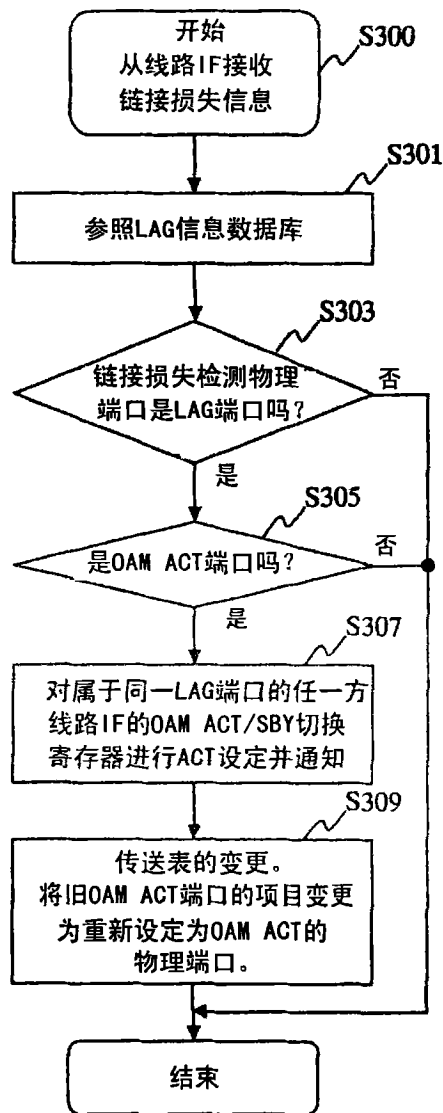 开始
从线路IF接收
链接损失信息
S300
S301
参照LAG信息数据库
S303
链接损失检测物理
端口是LAG端口吗?
否
是
S305
是OAM ACT端口吗?
否
是
S307
对属于同一LAG端口的任一方
线路IF的OAM ACT/SBY切换
寄存器进行ACT设定并通知
S309
传送表的变更。
将旧OAM ACT端口的项目变更
为重新设定为OAM ACT的
物理端口。
结束